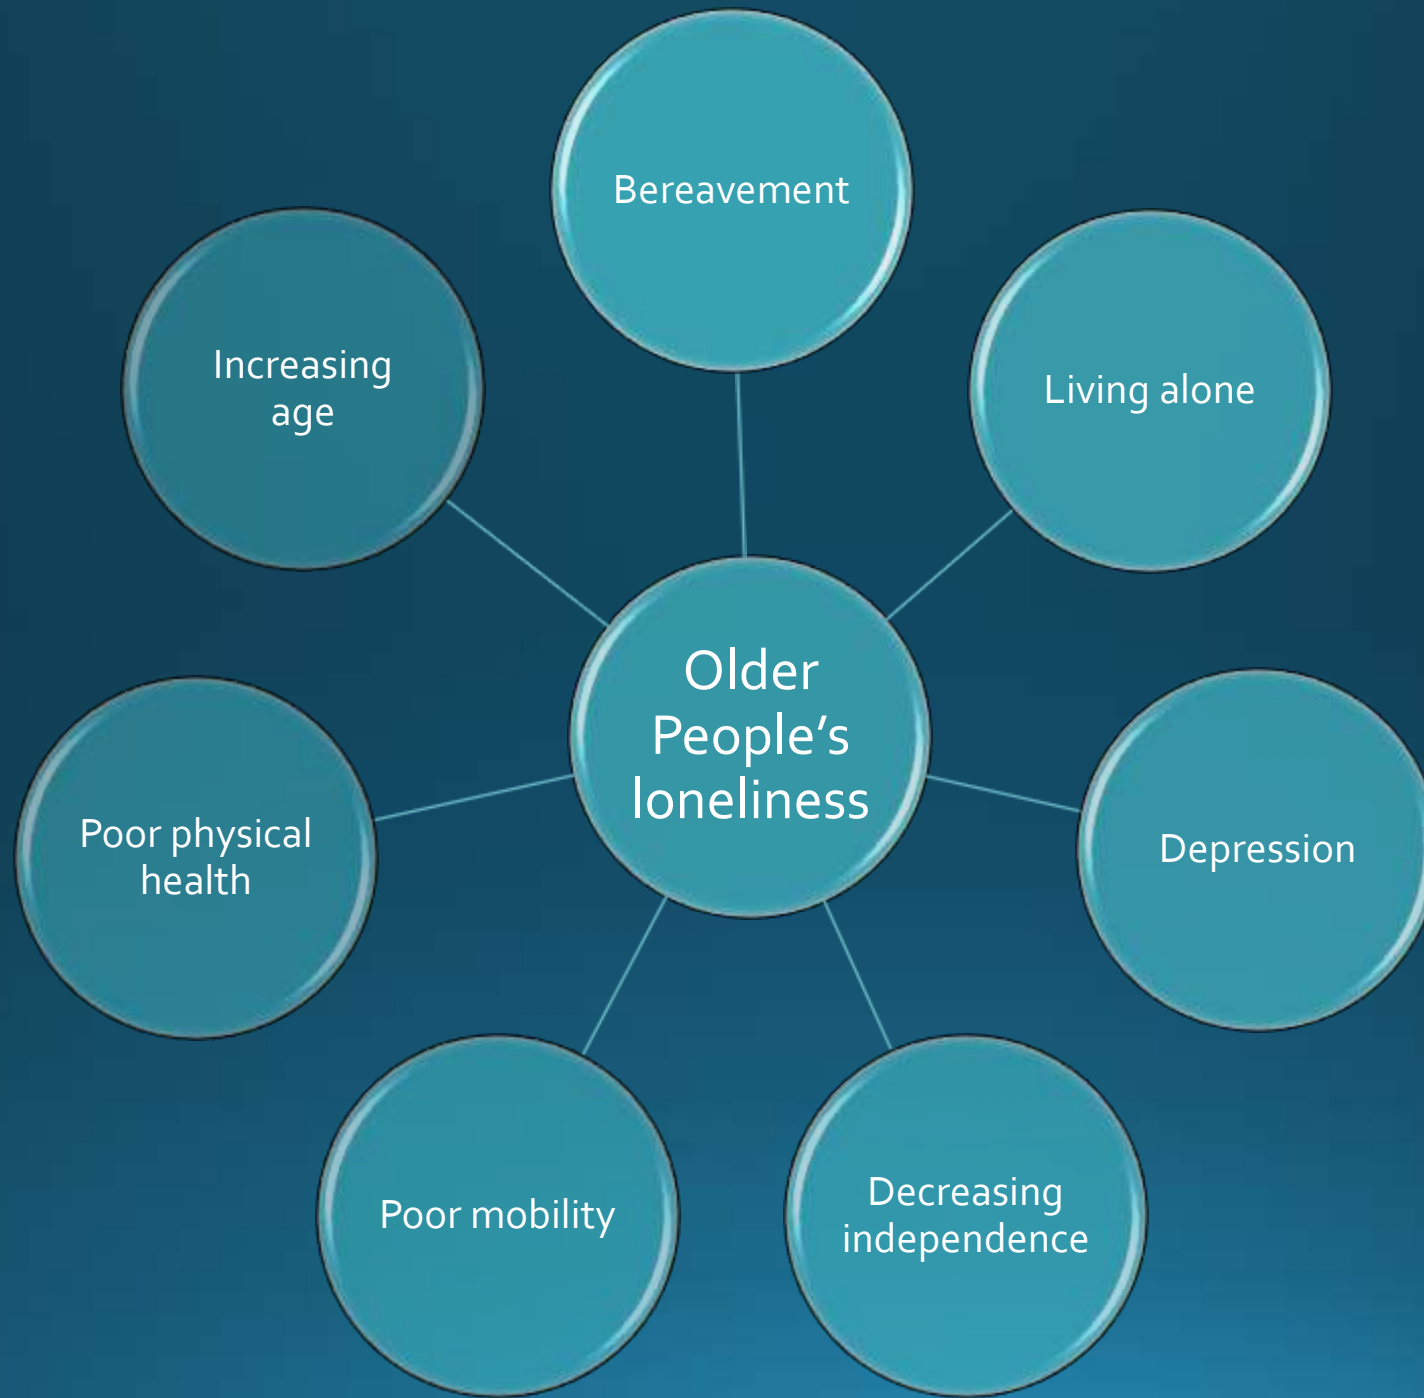 Bereavement
Living alone
Depression
Decreasing
independence
Poor mobility
Poor physical
health
Increasing
age
Older
People’s
loneliness